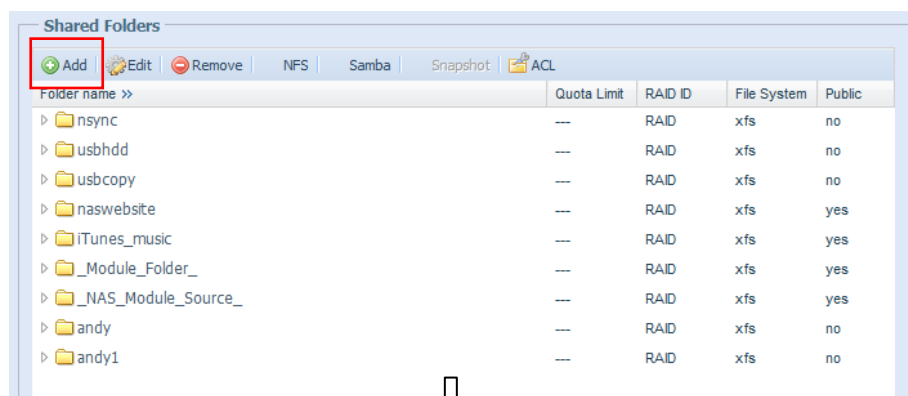 Shared Folders
Add Edit Remove NFS Samba Snapshot ACL
Folder name >> Quota Limit RAID ID File System Public
nsync --- RAID xfs no
usbhdd --- RAID xfs no
usbcopy --- RAID xfs no
naswebsite --- RAID xfs yes
iTunes_music --- RAID xfs yes
_Module_Folder_ --- RAID xfs yes
_NAS_Module_Source_ --- RAID xfs yes
andy --- RAID xfs no
andy1 --- RAID xfs no